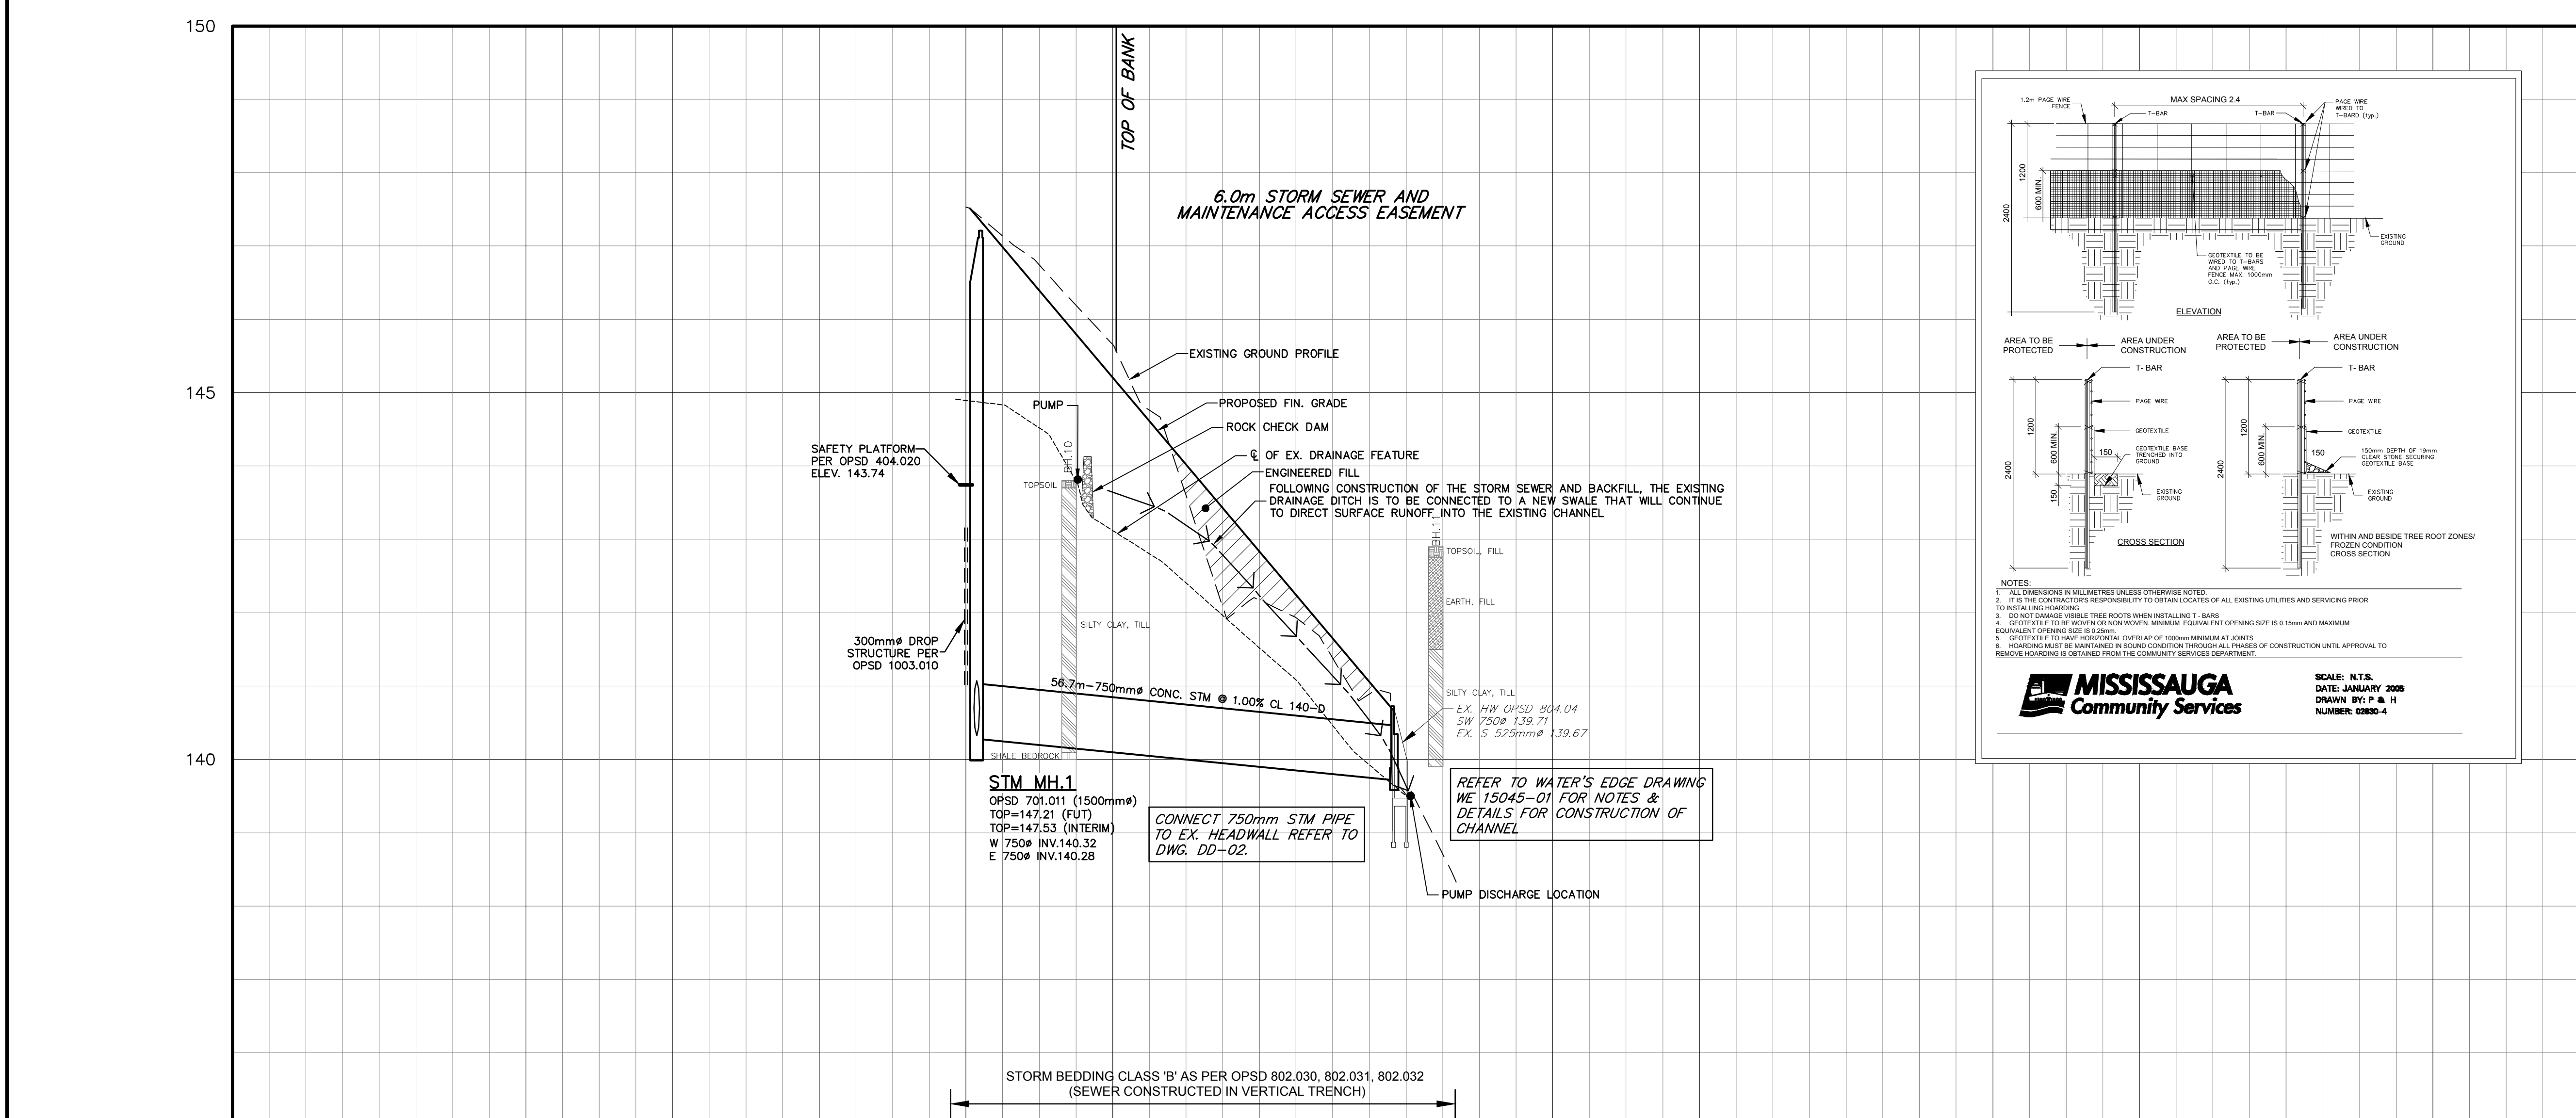 150
145
140
TOP OF BANK
6.0m STORM SEWER AND
MAINTENANCE ACCESS EASEMENT
EXISTING GROUND PROFILE
PROPOSED FIN. GRADE
ROCK CHECK DAM
℄ OF EX. DRAINAGE FEATURE
ENGINEERED FILL
FOLLOWING CONSTRUCTION OF THE STORM SEWER AND BACKFILL, THE EXISTING
DRAINAGE DITCH IS TO BE CONNECTED TO A NEW SWALE THAT WILL CONTINUE
TO DIRECT SURFACE RUNOFF INTO THE EXISTING CHANNEL
PUMP
BH.10
TOPSOIL
SAFETY PLATFORM
PER OPSD 404.020
ELEV. 143.74
SILTY CLAY, TILL
300mmø DROP
STRUCTURE PER
OPSD 1003.010
56.7m-750mmø CONC. STM @ 1.00% CL 140-D
SHALE BEDROCK
STM MH.1
OPSD 701.011 (1500mmø)
TOP=147.21 (FUT)
TOP=147.53 (INTERIM)
W 750ø INV.140.32
E 750ø INV.140.28
CONNECT 750mm STM PIPE
TO EX. HEADWALL REFER TO
DWG. DD-02.
BH.11
TOPSOIL, FILL
EARTH, FILL
SILTY CLAY, TILL
EX. HW OPSD 804.04
SW 750ø 139.71
EX. S 525mmø 139.67
REFER TO WATER'S EDGE DRAWING
WE 15045-01 FOR NOTES &
DETAILS FOR CONSTRUCTION OF
CHANNEL
PUMP DISCHARGE LOCATION
STORM BEDDING CLASS 'B' AS PER OPSD 802.030, 802.031, 802.032
(SEWER CONSTRUCTED IN VERTICAL TRENCH)
1.2m PAGE WIRE
FENCE
MAX SPACING 2.4
T-BAR
T-BAR
PAGE WIRE
WIRED TO
T-BARD (typ.)
2400
1200
600 MIN.
EXISTING
GROUND
GEOTEXTILE TO BE
WIRED TO T-BARS
AND PAGE WIRE
FENCE MAX. 1000mm
O.C. (typ.)
ELEVATION
AREA TO BE
PROTECTED
AREA UNDER
CONSTRUCTION
T- BAR
PAGE WIRE
GEOTEXTILE
GEOTEXTILE BASE
TRENCHED INTO
GROUND
2400
1200
600 MIN.
150
150
EXISTING
GROUND
CROSS SECTION
AREA TO BE
PROTECTED
AREA UNDER
CONSTRUCTION
T- BAR
PAGE WIRE
GEOTEXTILE
150mm DEPTH OF 19mm
CLEAR STONE SECURING
GEOTEXTILE BASE
2400
1200
600 MIN.
150
EXISTING
GROUND
WITHIN AND BESIDE TREE ROOT ZONES/
FROZEN CONDITION
CROSS SECTION
NOTES:
1. ALL DIMENSIONS IN MILLIMETRES UNLESS OTHERWISE NOTED.
2. IT IS THE CONTRACTOR'S RESPONSIBILITY TO OBTAIN LOCATES OF ALL EXISTING UTILITIES AND SERVICING PRIOR
TO INSTALLING HOARDING
3. DO NOT DAMAGE VISIBLE TREE ROOTS WHEN INSTALLING T - BARS
4. GEOTEXTILE TO BE WOVEN OR NON WOVEN. MINIMUM EQUIVALENT OPENING SIZE IS 0.15mm AND MAXIMUM
EQUIVALENT OPENING SIZE IS 0.25mm.
5. GEOTEXTILE TO HAVE HORIZONTAL OVERLAP OF 1000mm MINIMUM AT JOINTS
6. HOARDING MUST BE MAINTAINED IN SOUND CONDITION THROUGH ALL PHASES OF CONSTRUCTION UNTIL APPROVAL TO
REMOVE HOARDING IS OBTAINED FROM THE COMMUNITY SERVICES DEPARTMENT.
MISSISSAUGA
Community Services
SCALE: N.T.S.
DATE: JANUARY 2005
DRAWN BY: P & H
NUMBER: 02830-4